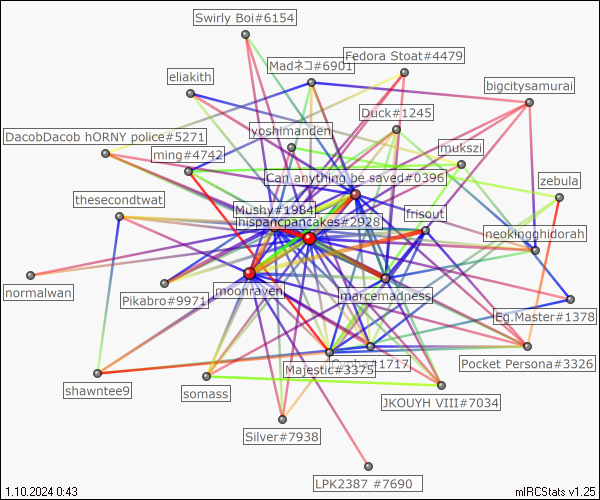 Swirly Boi#6154
Fedora Stoat#4479
Madネコ#6901
eliakith
bigcitysamurai
Duck#1245
yoshimanden
DacobDacob hORNY police#5271
ming#4742
mukszi
Can anything be saved#0396
zebula
thesecondtwat
Mushy#1984
frisout
hispancpancakes#2928
neokingghidorah
normalwan
moonraven
marcemadness
Pikabro#9971
Eg.Master#1378
#1717
Majestic#3375
Pocket Persona#3326
shawntee9
somass
JKOUYH VIII#7034
Silver#7938
LPK2387 #7690
1.10.2024 0:43
mIRCStats v1.25